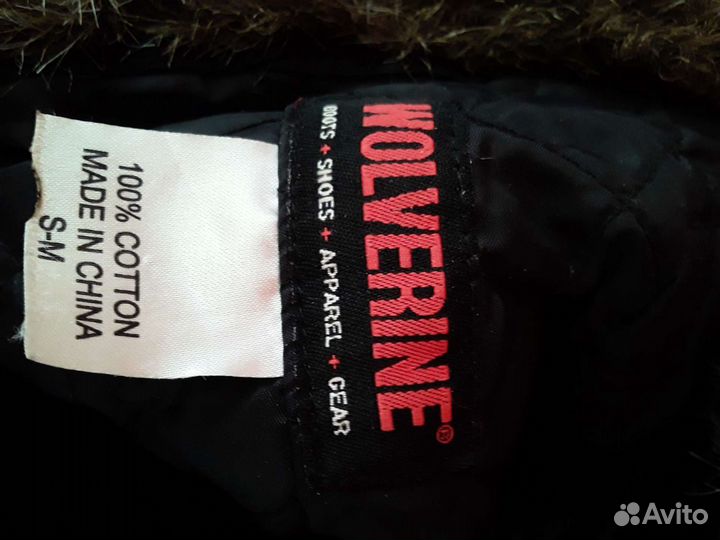 WOLVERINE®
BOOTS + SHOES + APPAREL + GEAR
100% COTTON
MADE IN CHINA
S-M
Avito